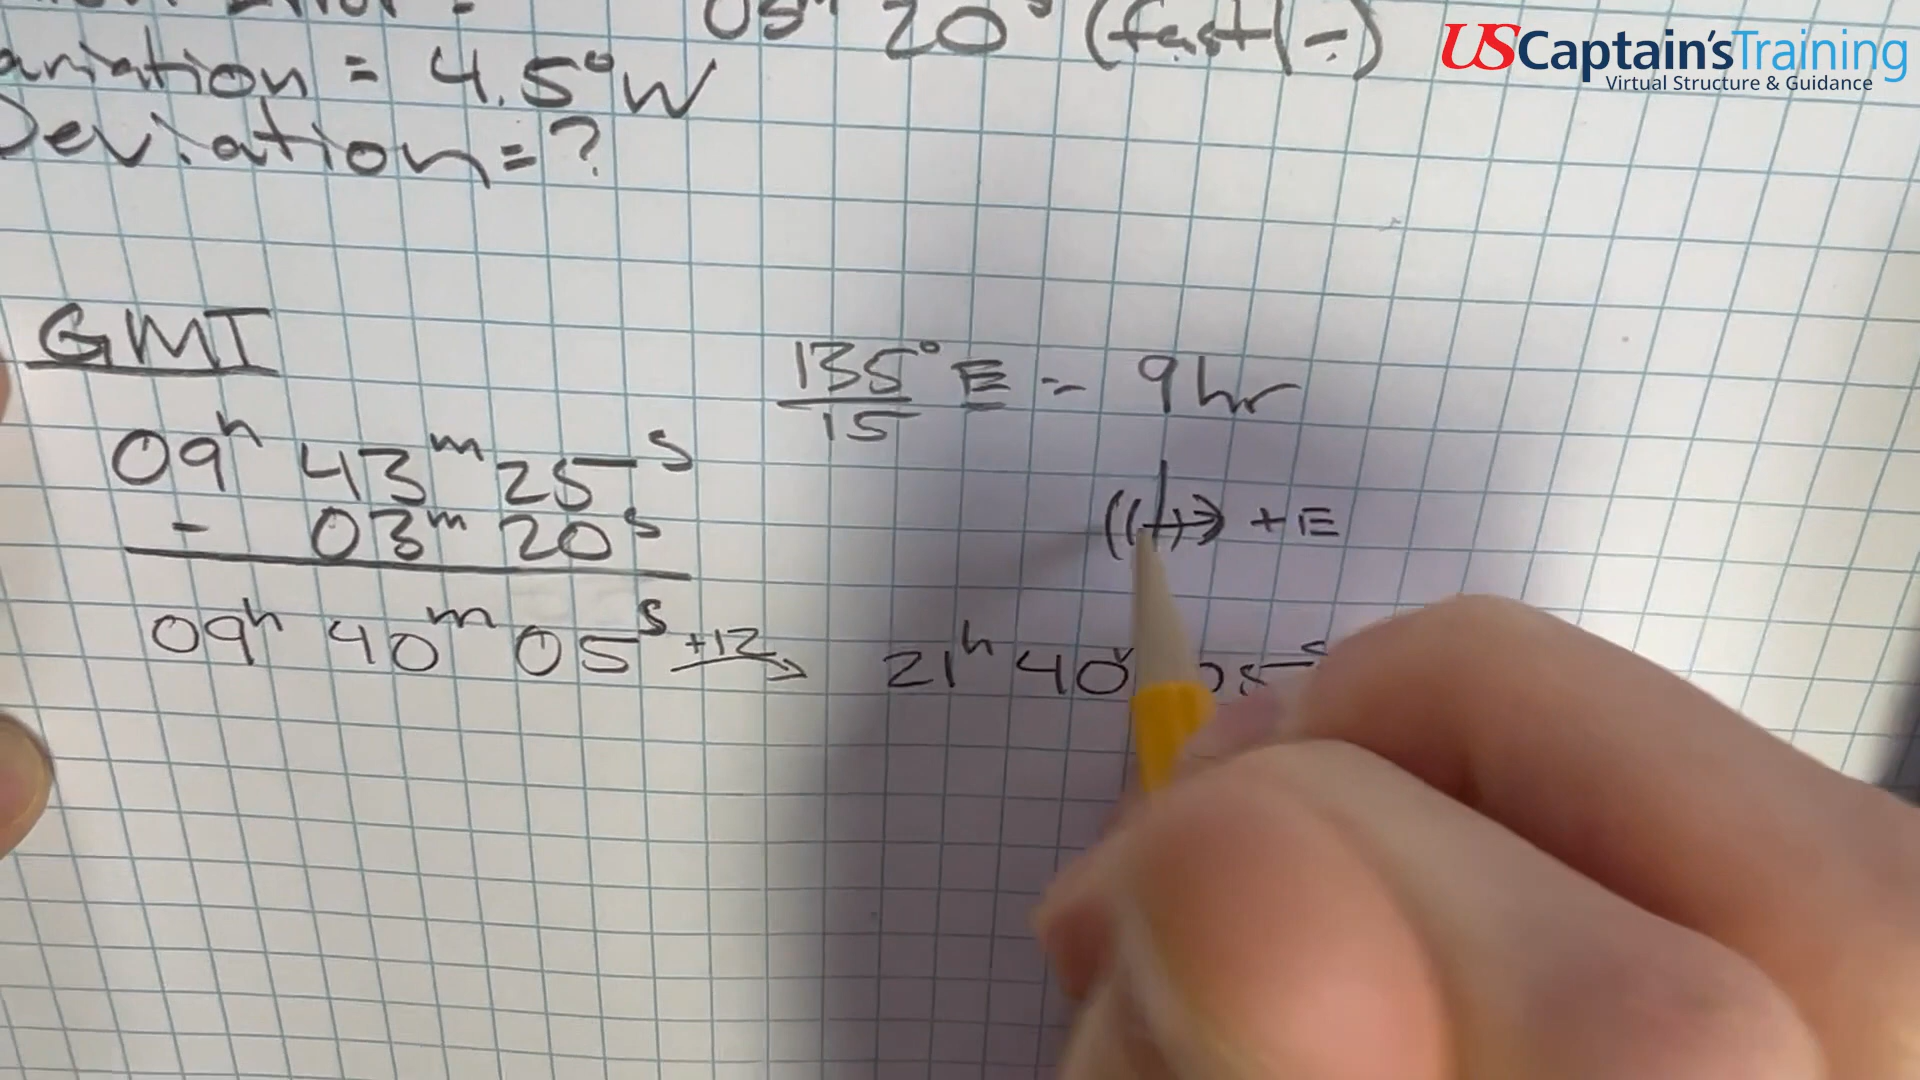 USCaptain'sTraining
Virtual Structure & Guidance
03ᵐ 20ˢ (fast/-)
ariation = 4.5°W
Deviation = ?
GMT
135° E = 9hr
15
09ʰ 43ᵐ 25ˢ
- 03ᵐ 20ˢ
+E
09ʰ 40ᵐ 05ˢ +12 → 21ʰ 40